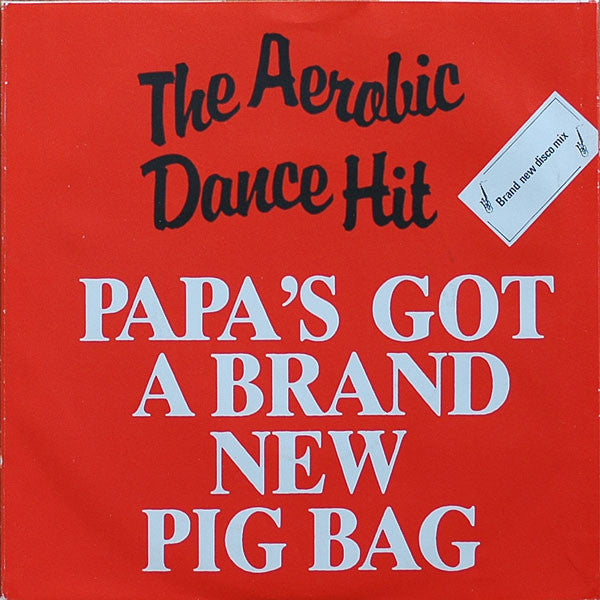 The Aerobic
Dance Hit
Brand new disco mix
PAPA'S GOT
A BRAND
NEW
PIG BAG